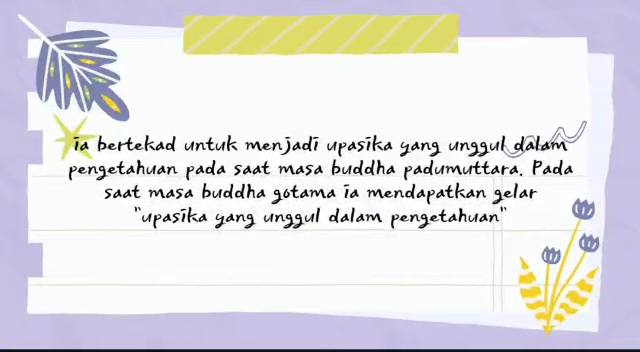 ia bertekad untuk menjadi upasika yang unggul dalam
pengetahuan pada saat masa buddha padumuttara. Pada
saat masa buddha gotama ia mendapatkan gelar
"upasika yang unggul dalam pengetahuan"